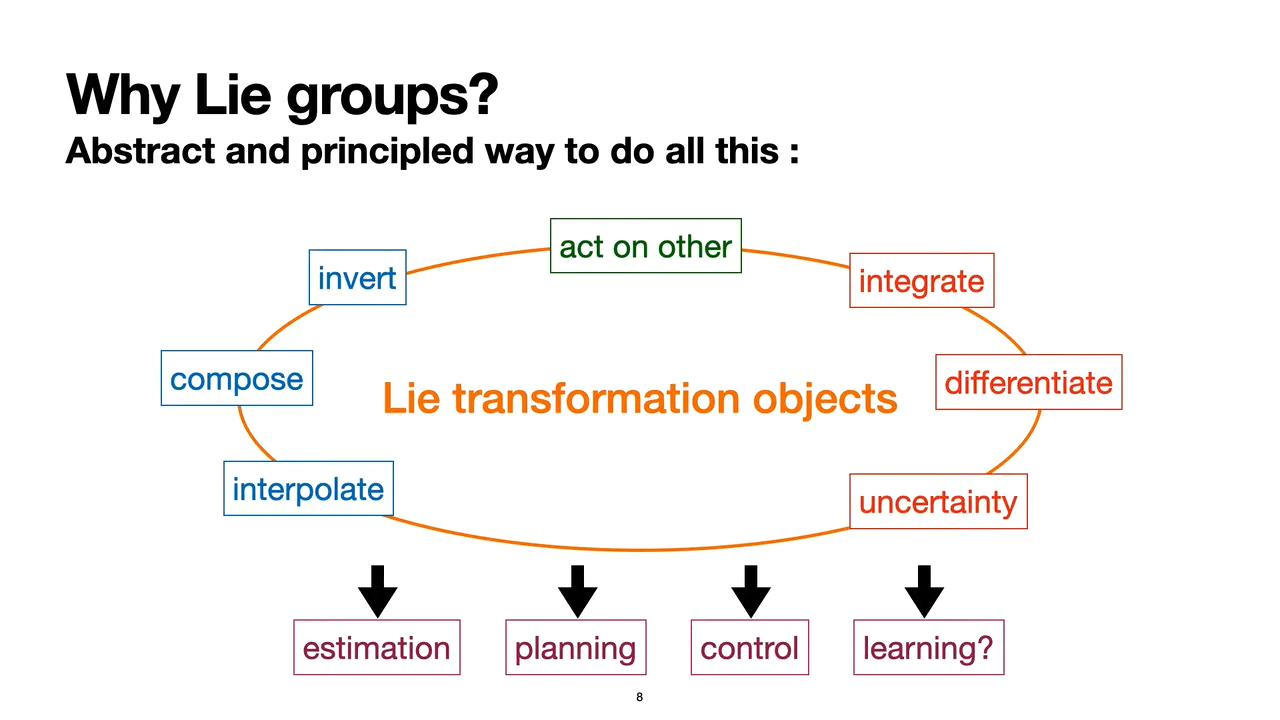 Why Lie groups?
Abstract and principled way to do all this :
act on other
invert
integrate
compose
differentiate
Lie transformation objects
interpolate
uncertainty
estimation
planning
control
learning?
8